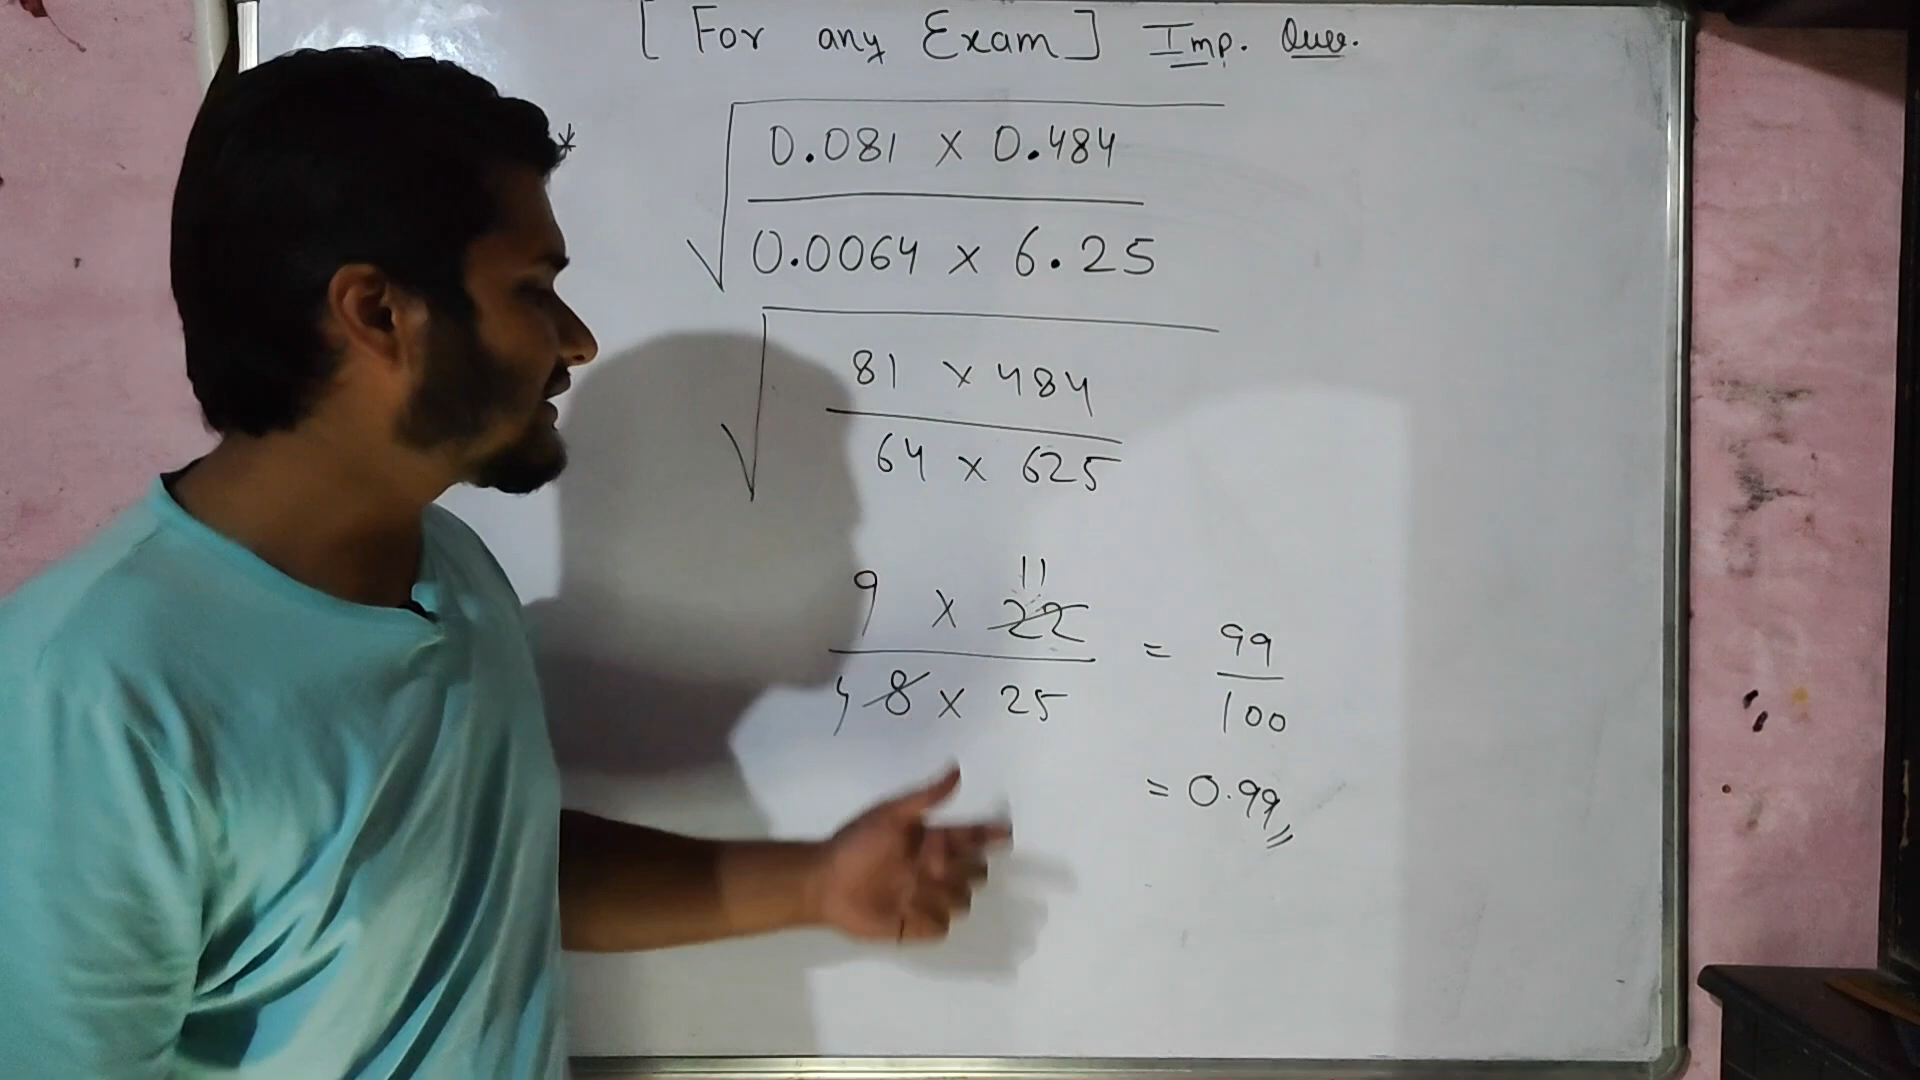 [ For any Exam ] Imp. Ques.
* √ 0.081 × 0.484
0.0064 × 6.25
√ 81 × 484
64 × 625
11
9 × 22 = 99
4 8 × 25 100
= 0.99